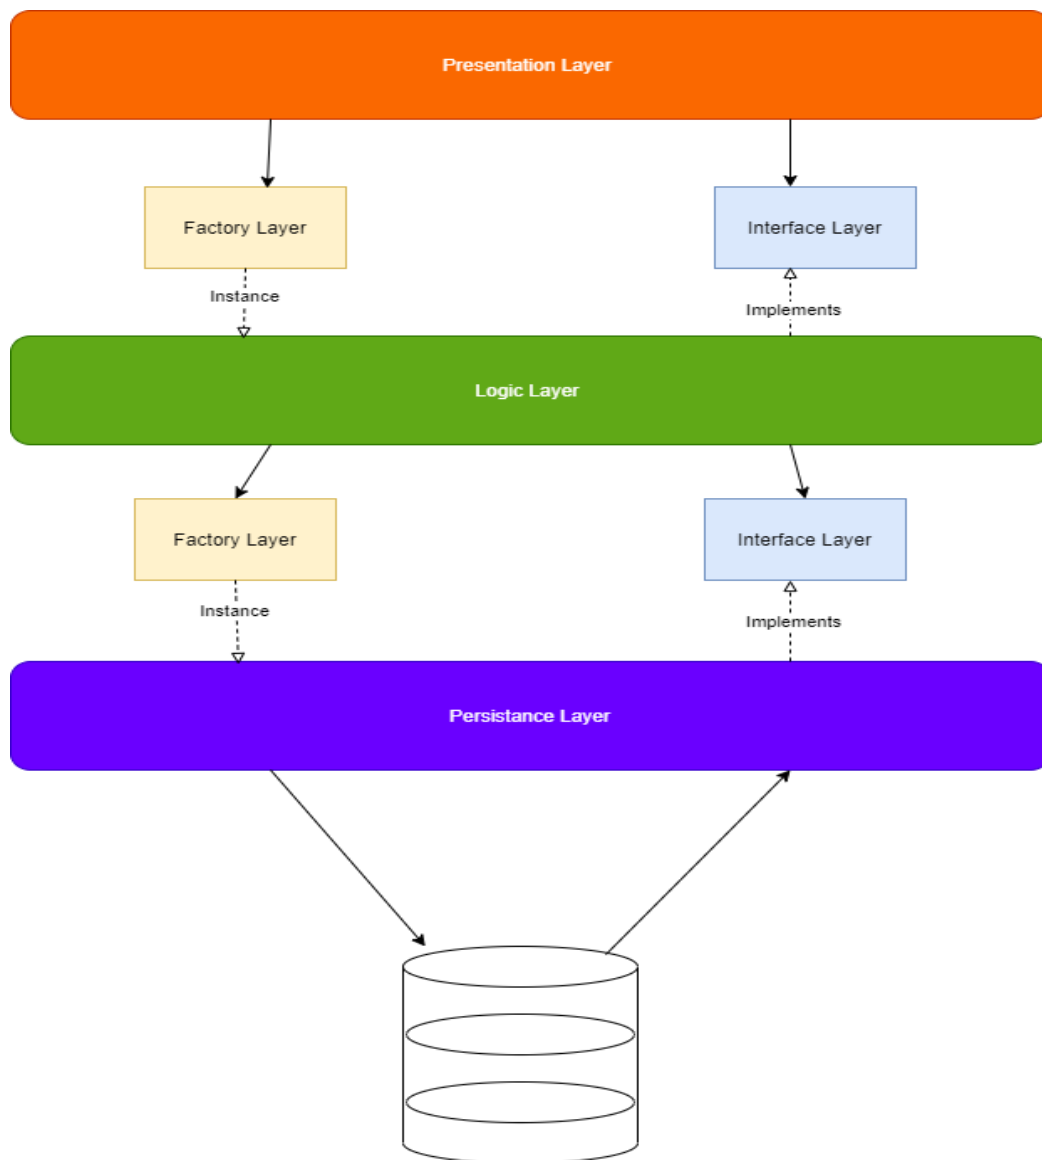 Presentation Layer
Factory Layer
Interface Layer
Instance
Implements
Logic Layer
Factory Layer
Interface Layer
Instance
Implements
Persistance Layer